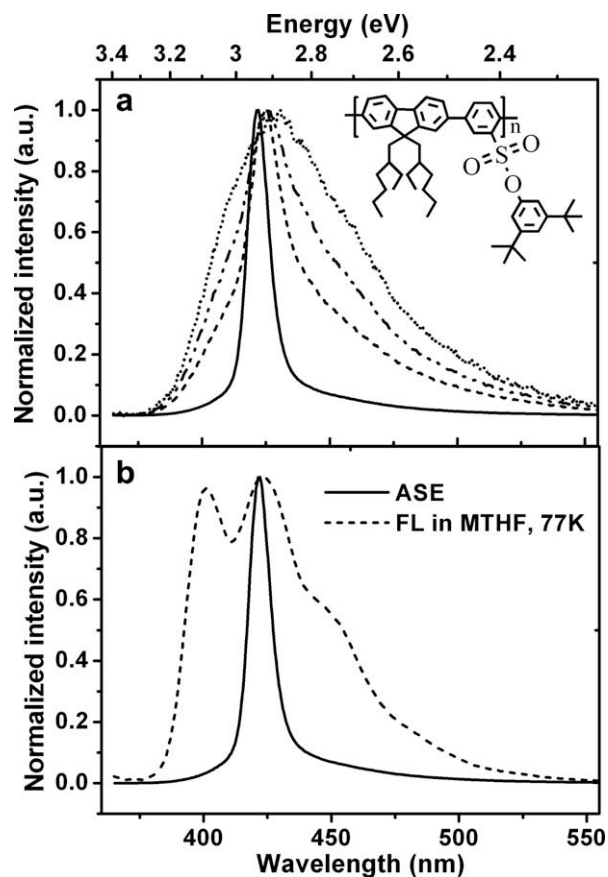 Energy (eV)
3.4 3.2 3 2.8 2.6 2.4
a
1.0
0.8
0.6
0.4
0.2
0.0
Normalized intensity (a.u.)
n
O
S
O
O
b
1.0
0.8
0.6
0.4
0.2
0.0
Normalized intensity (a.u.)
ASE
FL in MTHF, 77K
400 450 500 550
Wavelength (nm)